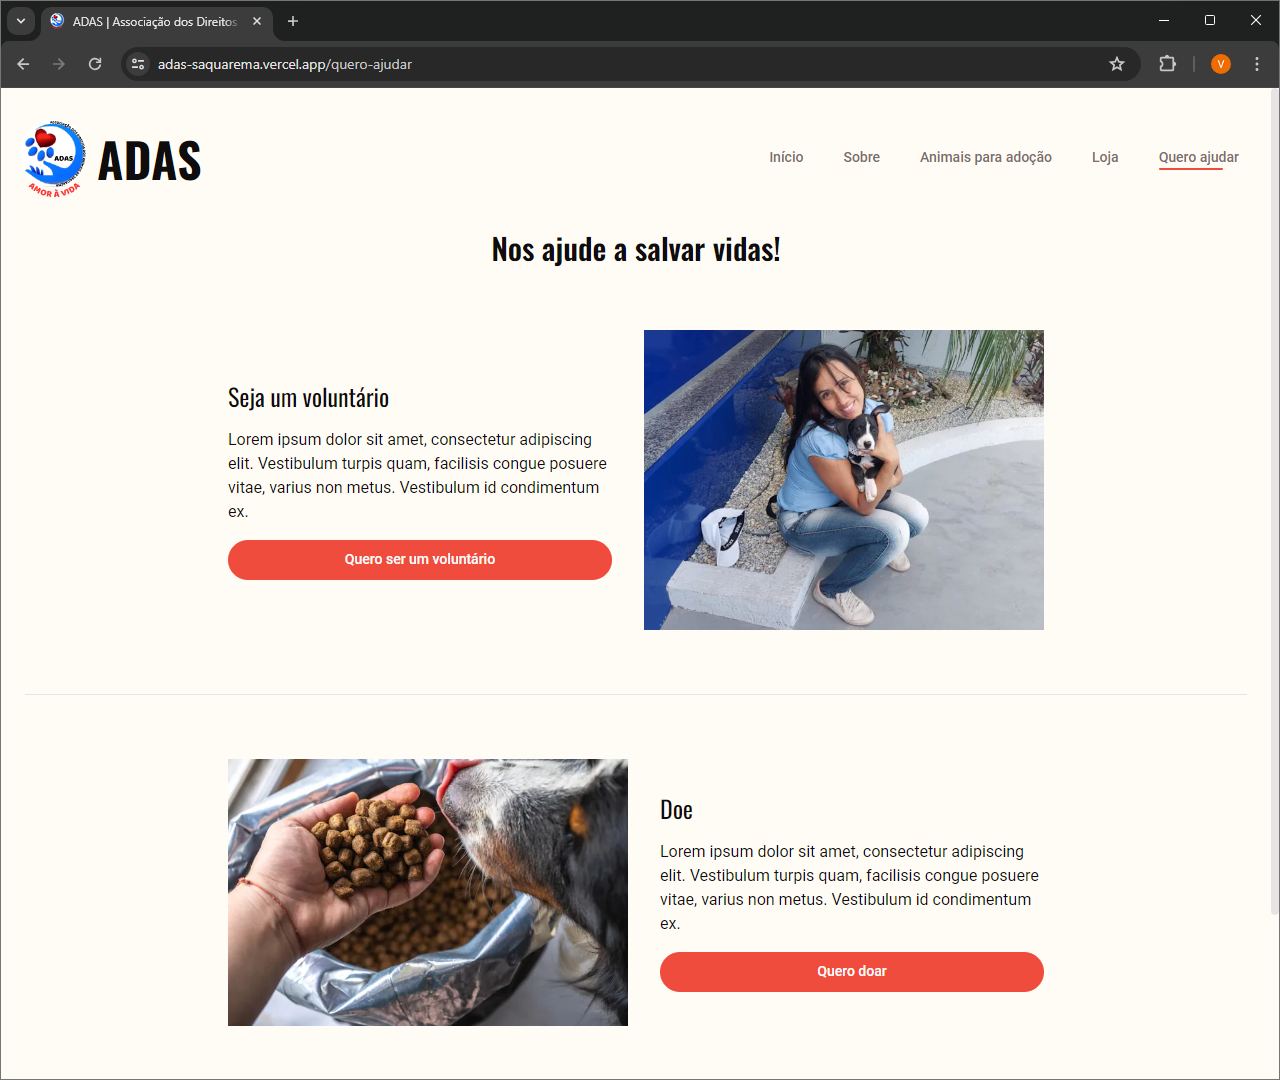 ADAS | Associação dos Direitos
adas-saquarema.vercel.app/quero-ajudar
V
ADAS
AMOR À VIDA
ADAS
Início
Sobre
Animais para adoção
Loja
Quero ajudar
Nos ajude a salvar vidas!
Seja um voluntário
Lorem ipsum dolor sit amet, consectetur adipiscing
elit. Vestibulum turpis quam, facilisis congue posuere
vitae, varius non metus. Vestibulum id condimentum
ex.
Quero ser um voluntário
Doe
Lorem ipsum dolor sit amet, consectetur adipiscing
elit. Vestibulum turpis quam, facilisis congue posuere
vitae, varius non metus. Vestibulum id condimentum
ex.
Quero doar